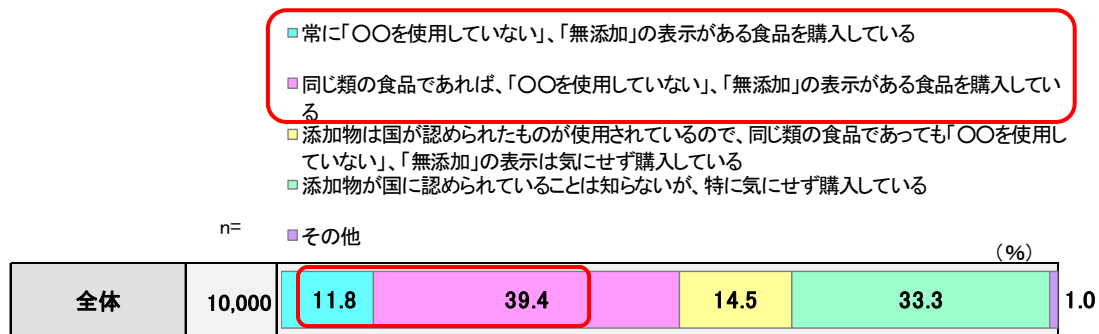 常に「〇〇を使用していない」、「無添加」の表示がある食品を購入している
同じ類の食品であれば、「〇〇を使用していない」、「無添加」の表示がある食品を購入してい
る
添加物は国が認められたものが使用されているので、同じ類の食品であっても「〇〇を使用し
ていない」、「無添加」の表示は気にせず購入している
添加物が国に認められていることは知らないが、特に気にせず購入している
n=
その他
(%)
全体 10,000 11.8 39.4 14.5 33.3 1.0